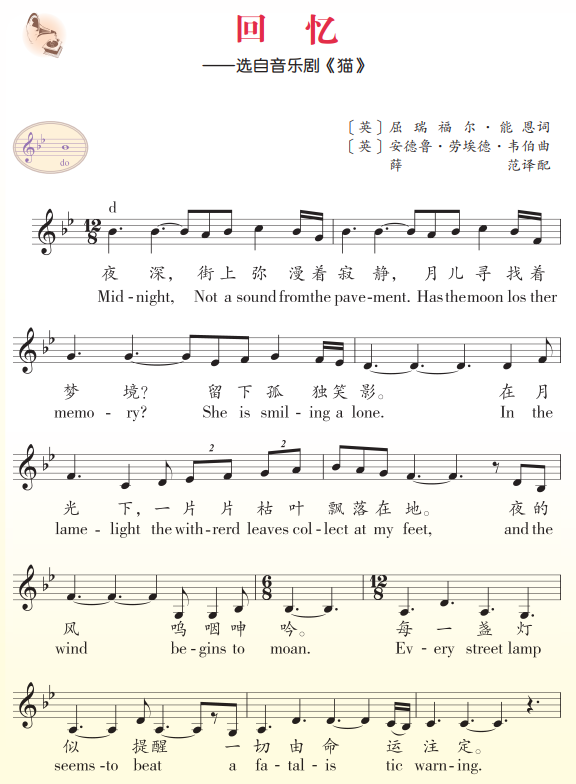 回 忆
——选自音乐剧《猫》
do
〔英〕屈瑞福尔·能恩词
〔英〕安德鲁·劳埃德·韦伯曲
薛 范译配
d
12
8
夜 深， 街上弥 漫着寂 静， 月儿寻 找着
Mid-night, Not a sound fromthe pave-ment. Has themoon los ther
梦 境？ 留下孤 独笑影。 在月
memo - ry? She is smil-ing a lone. In the
2 2
光 下，一片片枯叶 飘落在地。 夜的
lame-light the with-rerd leaves col-lect at my feet, and the
6
8
12
8
风 呜咽呻 吟。 每一盏灯
wind be-gins to moan. Ev-ery street lamp
似 提醒 一切由命 运注定。
seems-to beat a fa-tal-is tic warn-ing.